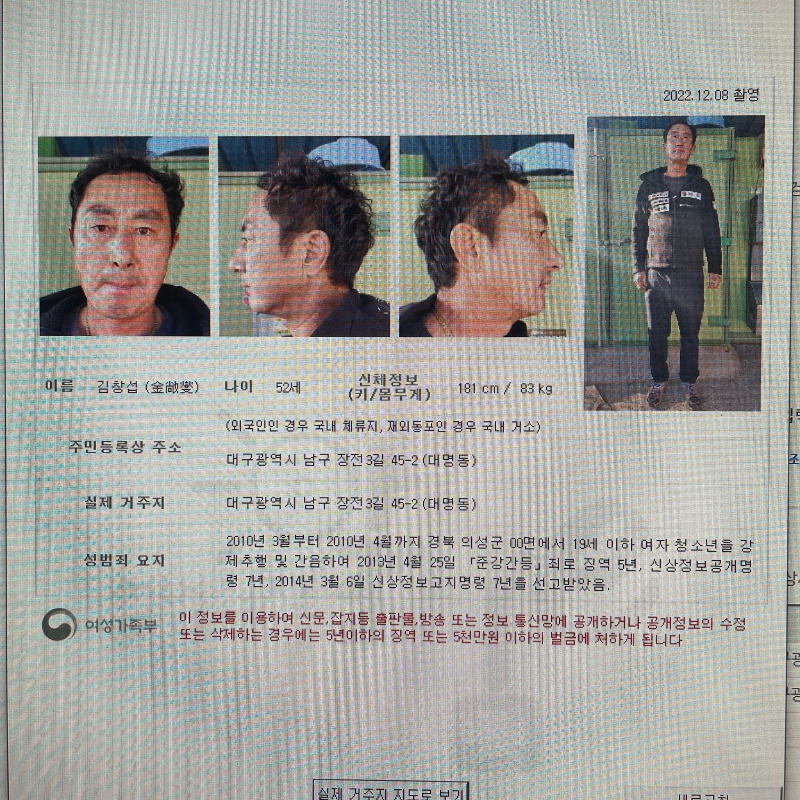 2022.12.08 촬영
이름 김창섭 (金敞燮) 나이 52세 신체정보 (키/몸무게) 181 cm / 83 kg
(외국인인 경우 국내 체류지, 재외동포인 경우 국내 거소)
주민등록상 주소
대구광역시 남구 장전3길 45-2 (대명동)
실제 거주지 대구광역시 남구 장전3길 45-2 (대명동)
성범죄 요지
2010년 3월부터 2010년 4월까지 경북 의성군 00면에서 19세 이하 여자 청소년을 강
제추행 및 간음하여 2013년 4월 25일 「준강간등」죄로 징역 5년, 신상정보공개명
령 7년, 2014년 3월 6일 신상정보고지명령 7년을 선고받았음.
여성가족부
이 정보를 이용하여 신문,잡지등 출판물,방송 또는 정보 통신망에 공개하거나 공개정보의 수정
또는 삭제하는 경우에는 5년이하의 징역 또는 5천만원 이하의 벌금에 처하게 됩니다
실제 거주지 지도로 보기